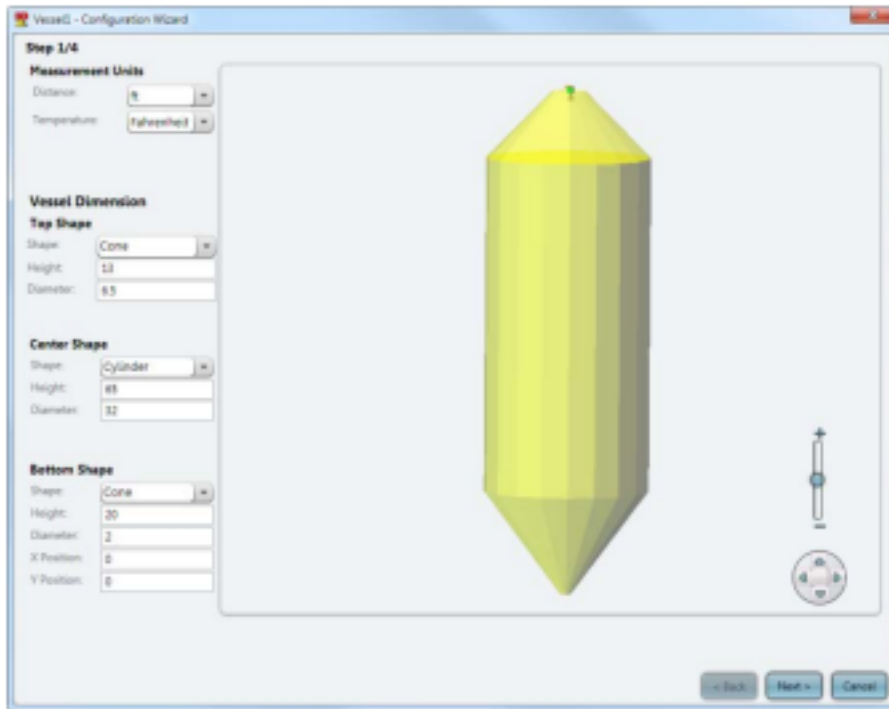 Vessel1 - Configuration Wizard
Step 1/4
Measurement Units
Distance: ft
Temperature: Fahrenheit
Vessel Dimension
Top Shape
Shape: Cone
Height: 13
Diameter: 6.5
Center Shape
Shape: Cylinder
Height: 65
Diameter: 32
Bottom Shape
Shape: Cone
Height: 20
Diameter: 2
X Position: 0
Y Position: 0
+
−
< Back Next > Cancel